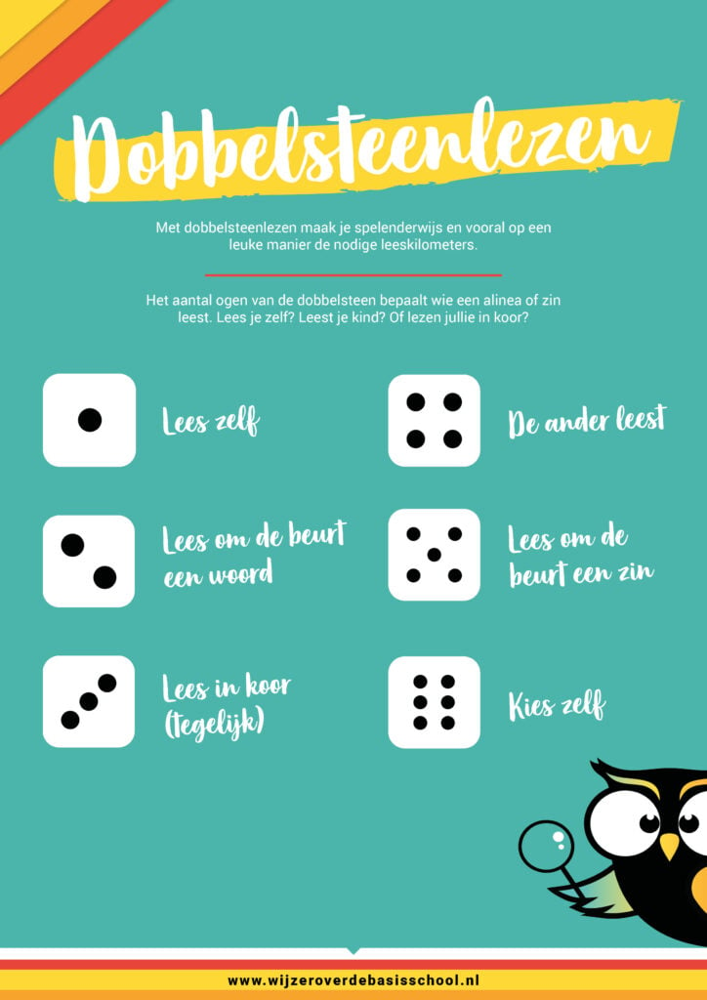 Dobbelsteenlezen
Met dobbelsteenlezen maak je spelenderwijs en vooral op een
leuke manier de nodige leeskilometers.
Het aantal ogen van de dobbelsteen bepaalt wie een alinea of zin
leest. Lees je zelf? Leest je kind? Of lezen jullie in koor?
Lees zelf
De ander leest
Lees om de beurt
een woord
Lees om de
beurt een zin
Lees in koor
(tegelijk)
Kies zelf
www.wijzeroverdebasisschool.nl